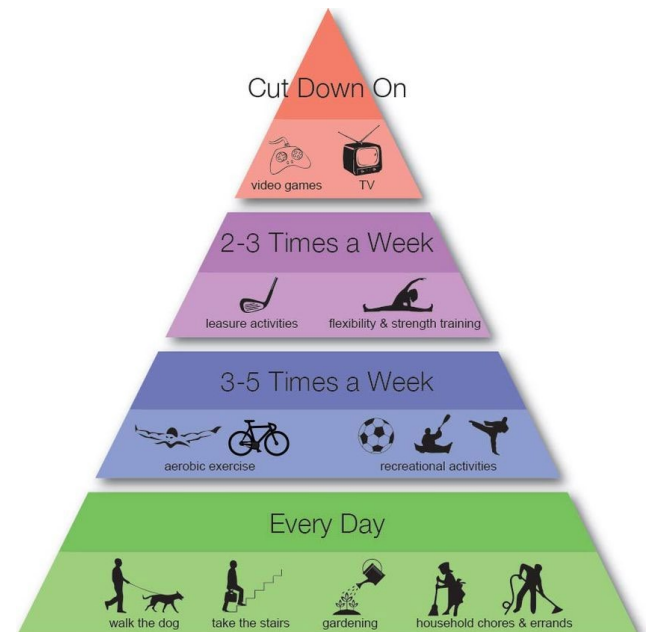 Cut Down On
video games TV
2-3 Times a Week
leasure activities flexibility & strength training
3-5 Times a Week
aerobic exercise recreational activities
Every Day
walk the dog take the stairs gardening household chores & errands